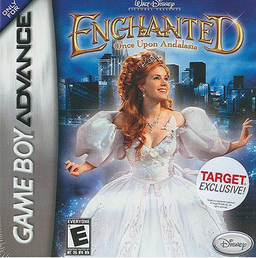 ONLY FOR
GAME BOY ADVANCE
WALT DISNEY
PICTURES PRESENTS
ENCHANTED
Once Upon Andalasia
TARGET
EXCLUSIVE!
EVERYONE
E
ESRB
Disney